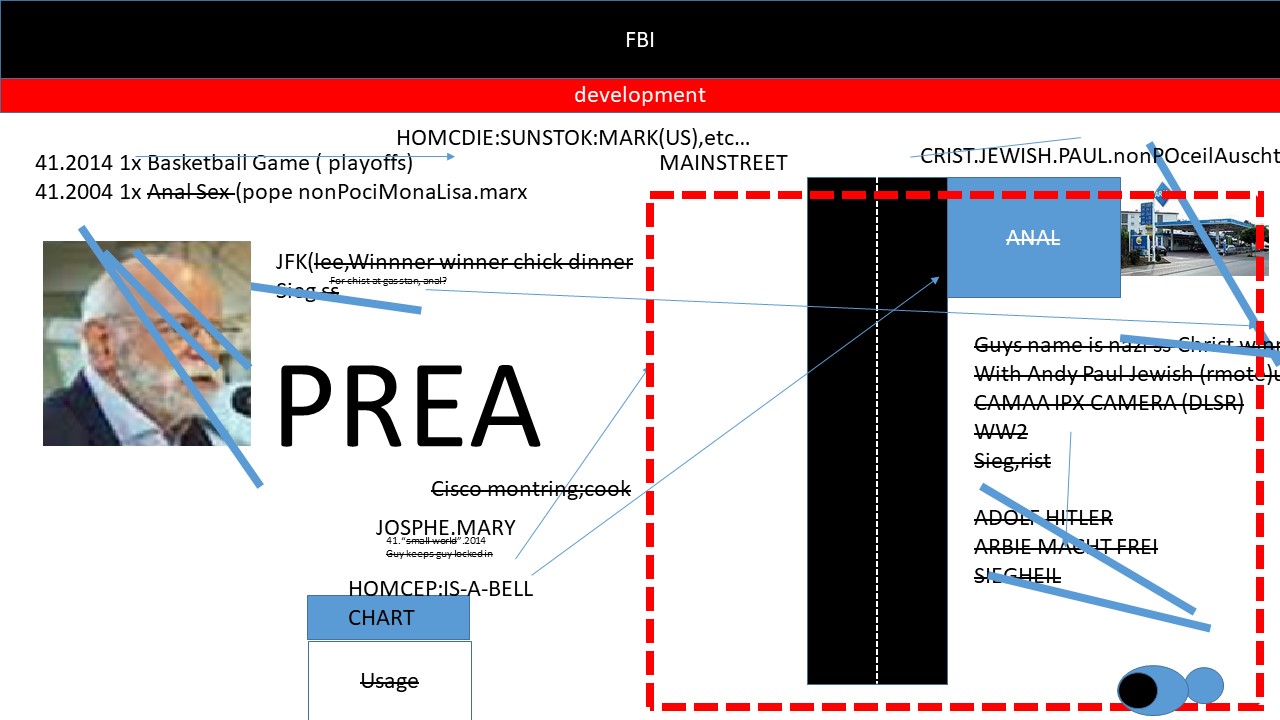 FBI
development
HOMCDIE:SUNSTOK:MARK(US),etc…
41.2014 1x Basketball Game ( playoffs)
MAINSTREET
CRIST.JEWISH.PAUL.nonPOceilAuscht
41.2004 1x Anal Sex (pope nonPociMonaLisa.marx
ANAL
JFK(lee,Winnner winner chick dinner
For chist at gas stan, anal?
Sieg ss
PREA
Guys name is nazi ss Christ winn
With Andy Paul Jewish (rmote)u
CAMAA IPX CAMERA (DLSR)
WW2
Sieg,rist
Cisco montring;cook
JOSPHE.MARY
41."small world".2014
Guy keeps guy locked in
ADOLF HITLER
ARBIE MACHT FREI
SIEGHEIL
HOMCEP:IS-A-BELL
CHART
Usage